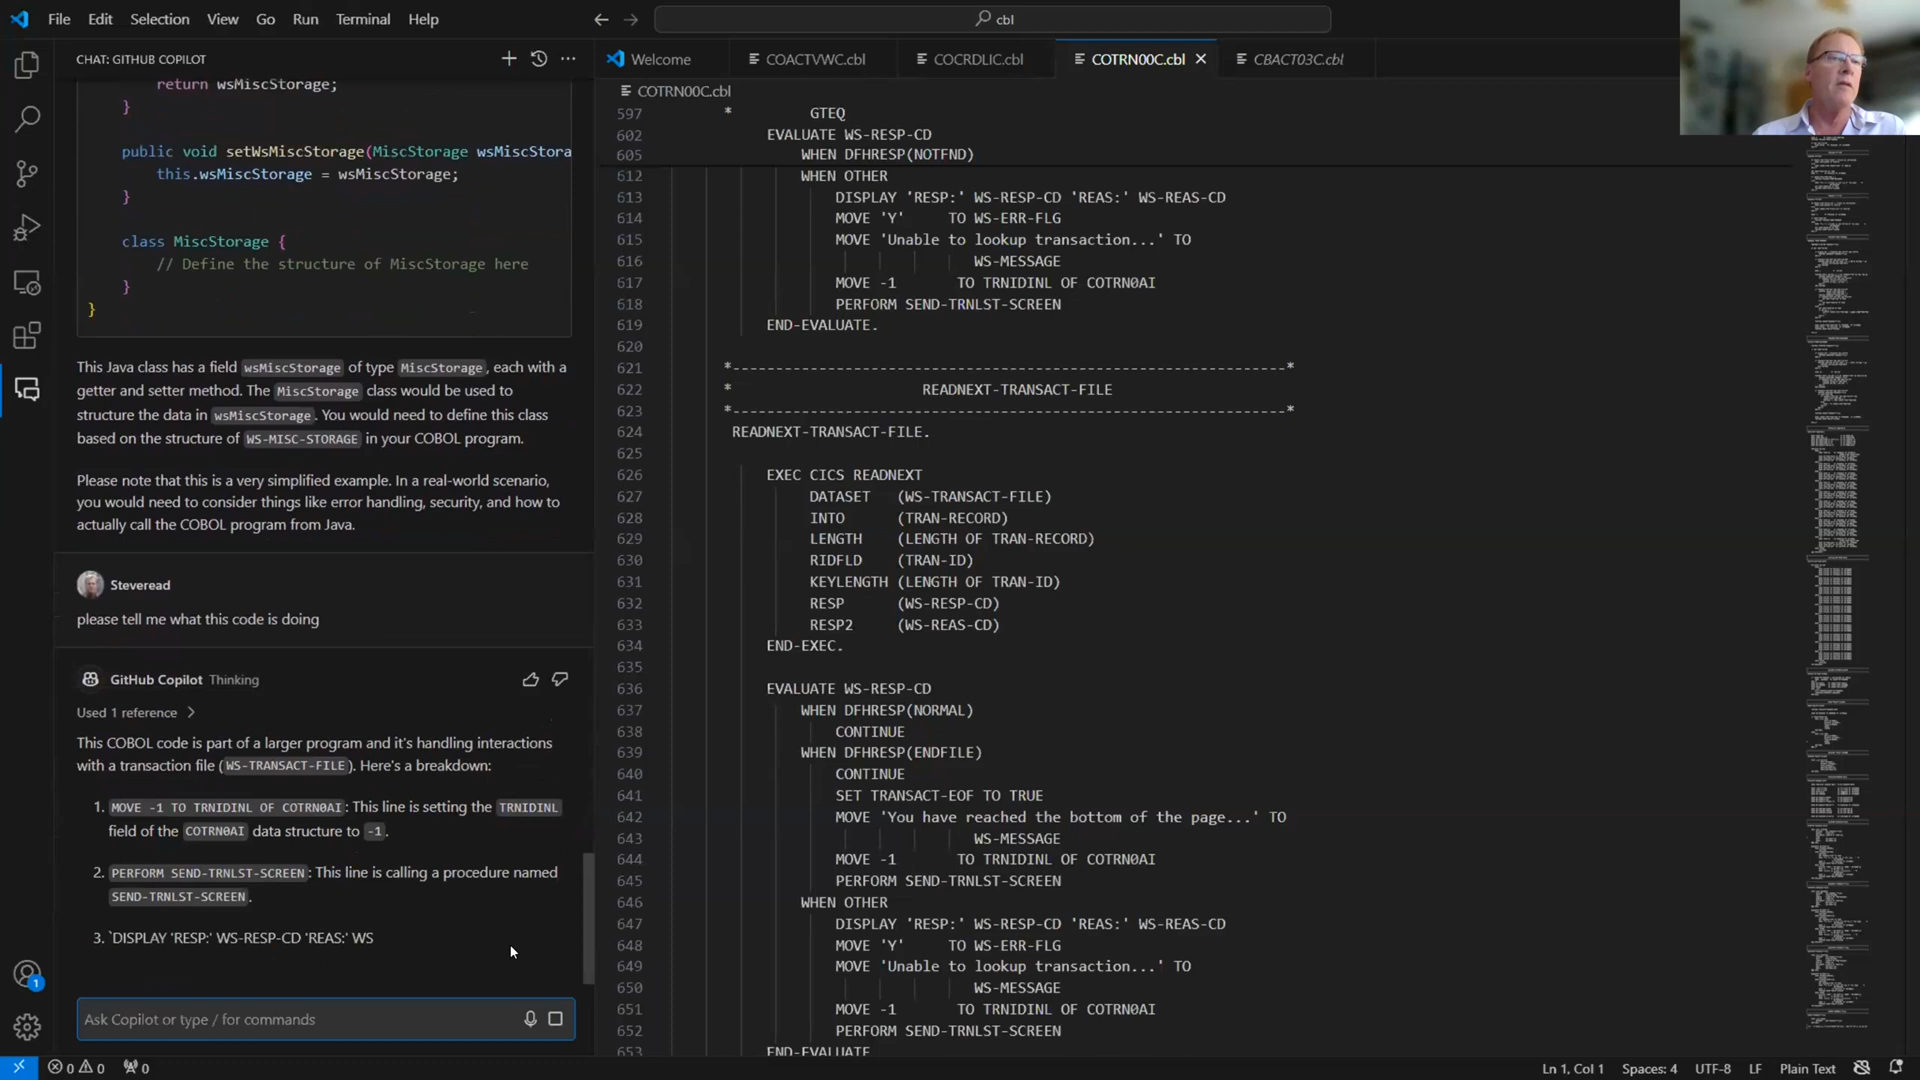 File Edit Selection View Go Run Terminal Help
cbl
CHAT: GITHUB COPILOT
return wsMiscStorage;
}
public void setWsMiscStorage(MiscStorage wsMiscStora
this.wsMiscStorage = wsMiscStorage;
}
class MiscStorage {
// Define the structure of MiscStorage here
}
}
This Java class has a field wsMiscStorage of type MiscStorage, each with a
getter and setter method. The MiscStorage class would be used to
structure the data in wsMiscStorage. You would need to define this class
based on the structure of WS-MISC-STORAGE in your COBOL program.
Please note that this is a very simplified example. In a real-world scenario,
you would need to consider things like error handling, security, and how to
actually call the COBOL program from Java.
Steveread
please tell me what this code is doing
GitHub Copilot Thinking
Used 1 reference
This COBOL code is part of a larger program and it's handling interactions
with a transaction file (WS-TRANSACT-FILE). Here's a breakdown:
1. MOVE -1 TO TRNIDINL OF COTRN0AI: This line is setting the TRNIDINL
field of the COTRN0AI data structure to -1.
2. PERFORM SEND-TRNLST-SCREEN: This line is calling a procedure named
SEND-TRNLST-SCREEN.
3. `DISPLAY 'RESP:' WS-RESP-CD 'REAS:' WS
Ask Copilot or type / for commands
Welcome COACTVWC.cbl COCRDLIC.cbl COTRN00C.cbl CBACT03C.cbl
COTRN00C.cbl
597 * GTEQ
602 EVALUATE WS-RESP-CD
605 WHEN DFHRESP(NOTFND)
612 WHEN OTHER
613 DISPLAY 'RESP:' WS-RESP-CD 'REAS:' WS-REAS-CD
614 MOVE 'Y' TO WS-ERR-FLG
615 MOVE 'Unable to lookup transaction...' TO
616 WS-MESSAGE
617 MOVE -1 TO TRNIDINL OF COTRN0AI
618 PERFORM SEND-TRNLST-SCREEN
619 END-EVALUATE.
620
621 *----------------------------------------------------------------*
622 * READNEXT-TRANSACT-FILE
623 *----------------------------------------------------------------*
624 READNEXT-TRANSACT-FILE.
625
626 EXEC CICS READNEXT
627 DATASET (WS-TRANSACT-FILE)
628 INTO (TRAN-RECORD)
629 LENGTH (LENGTH OF TRAN-RECORD)
630 RIDFLD (TRAN-ID)
631 KEYLENGTH (LENGTH OF TRAN-ID)
632 RESP (WS-RESP-CD)
633 RESP2 (WS-REAS-CD)
634 END-EXEC.
635
636 EVALUATE WS-RESP-CD
637 WHEN DFHRESP(NORMAL)
638 CONTINUE
639 WHEN DFHRESP(ENDFILE)
640 CONTINUE
641 SET TRANSACT-EOF TO TRUE
642 MOVE 'You have reached the bottom of the page...' TO
643 WS-MESSAGE
644 MOVE -1 TO TRNIDINL OF COTRN0AI
645 PERFORM SEND-TRNLST-SCREEN
646 WHEN OTHER
647 DISPLAY 'RESP:' WS-RESP-CD 'REAS:' WS-REAS-CD
648 MOVE 'Y' TO WS-ERR-FLG
649 MOVE 'Unable to lookup transaction...' TO
650 WS-MESSAGE
651 MOVE -1 TO TRNIDINL OF COTRN0AI
652 PERFORM SEND-TRNLST-SCREEN
653 END-EVALUATE
1
0 0 0
Ln 1, Col 1 Spaces: 4 UTF-8 LF Plain Text